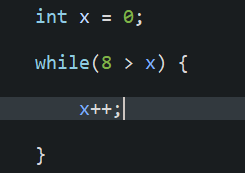 int x = 0;
while(8 > x) {
x++;
}